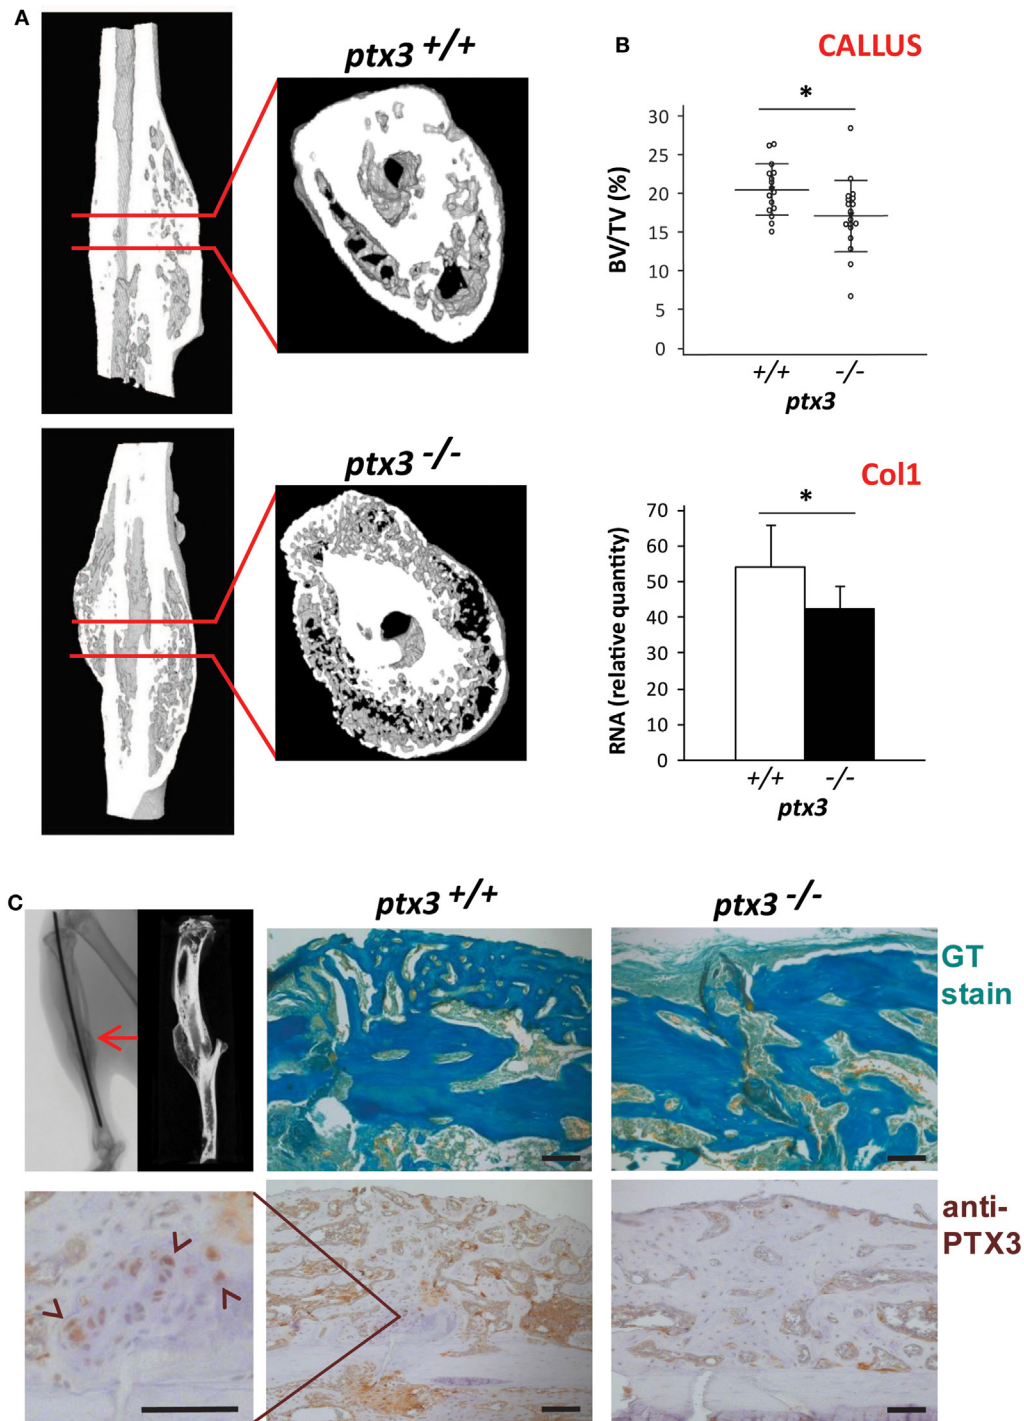 A
ptx3 +/+
ptx3 -/-
B
CALLUS
*
BV/TV (%)
30
25
20
15
10
5
0
+/+ -/-
ptx3
Col1
*
RNA (relative quantity)
70
60
50
40
30
20
10
0
+/+ -/-
ptx3
C
ptx3 +/+
ptx3 -/-
GT
stain
anti-
PTX3